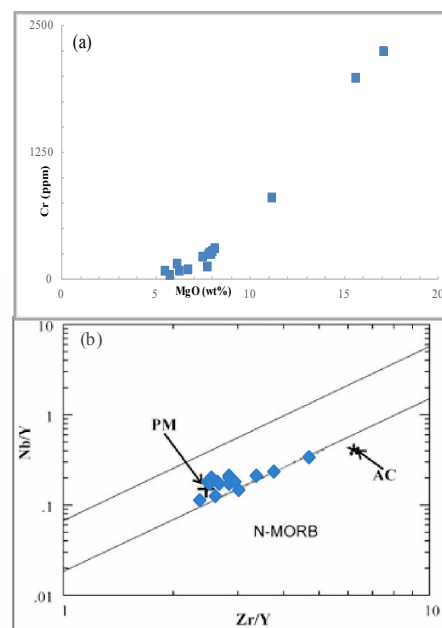 2500
(a)
1250
Cr (ppm)
0
0 5 10 15 20
MgO (wt%)
10
(b)
PM
1
Nb/Y
AC
.1
N-MORB
.01
1 10
Zr/Y